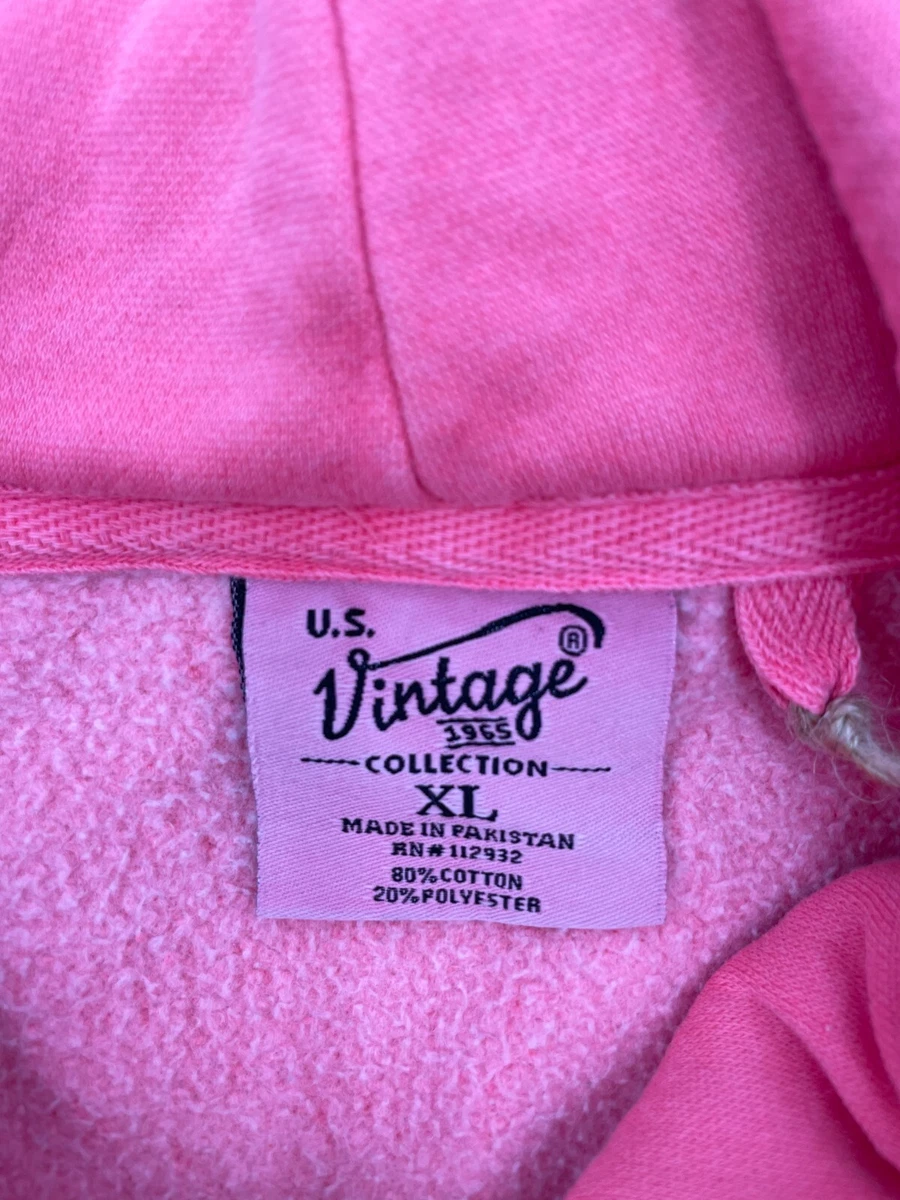 U.S.
Vintage ®
1965
COLLECTION
XL
MADE IN PAKISTAN
RN#112932
80%COTTON
20%POLYESTER